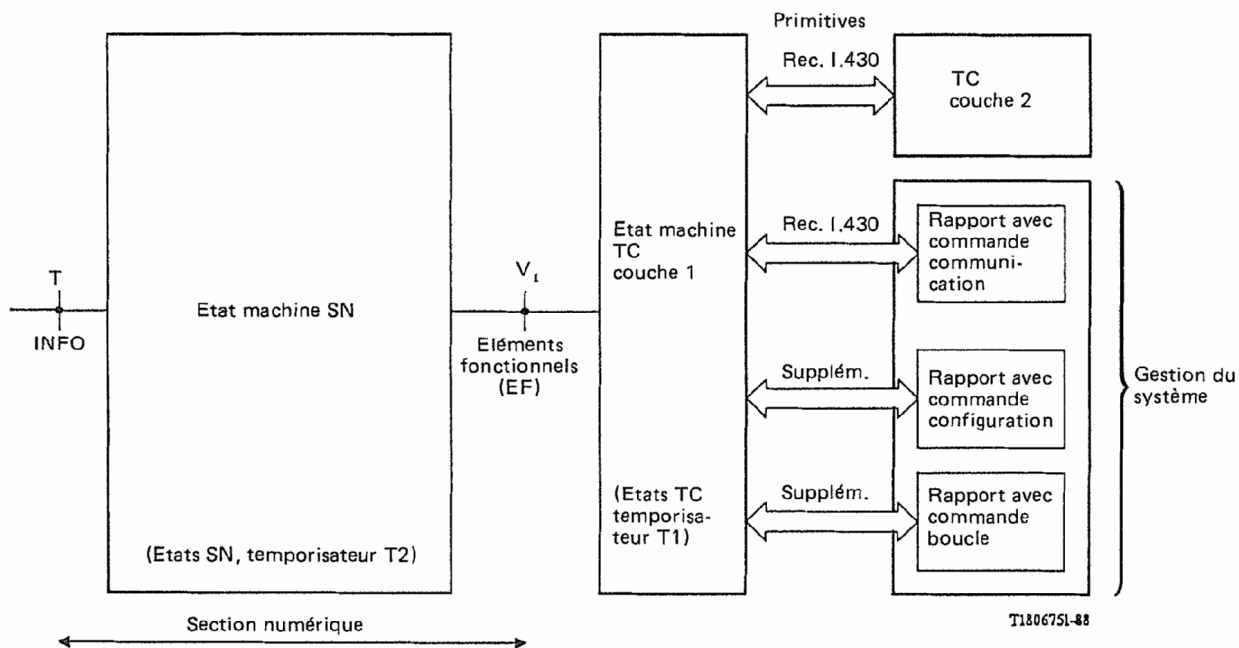 Primitives
Rec. I.430
TC
couche 2
Etat machine
TC
couche 1
Rec. I.430
Rapport avec
commande
communi-
cation
T
INFO
Etat machine SN
V₁
Eléments
fonctionnels
(EF)
Supplém.
Rapport avec
commande
configuration
Gestion du
système
(Etats TC
temporisa-
teur T1)
Supplém.
Rapport avec
commande
boucle
(Etats SN, temporisateur T2)
Section numérique
T1806751-88